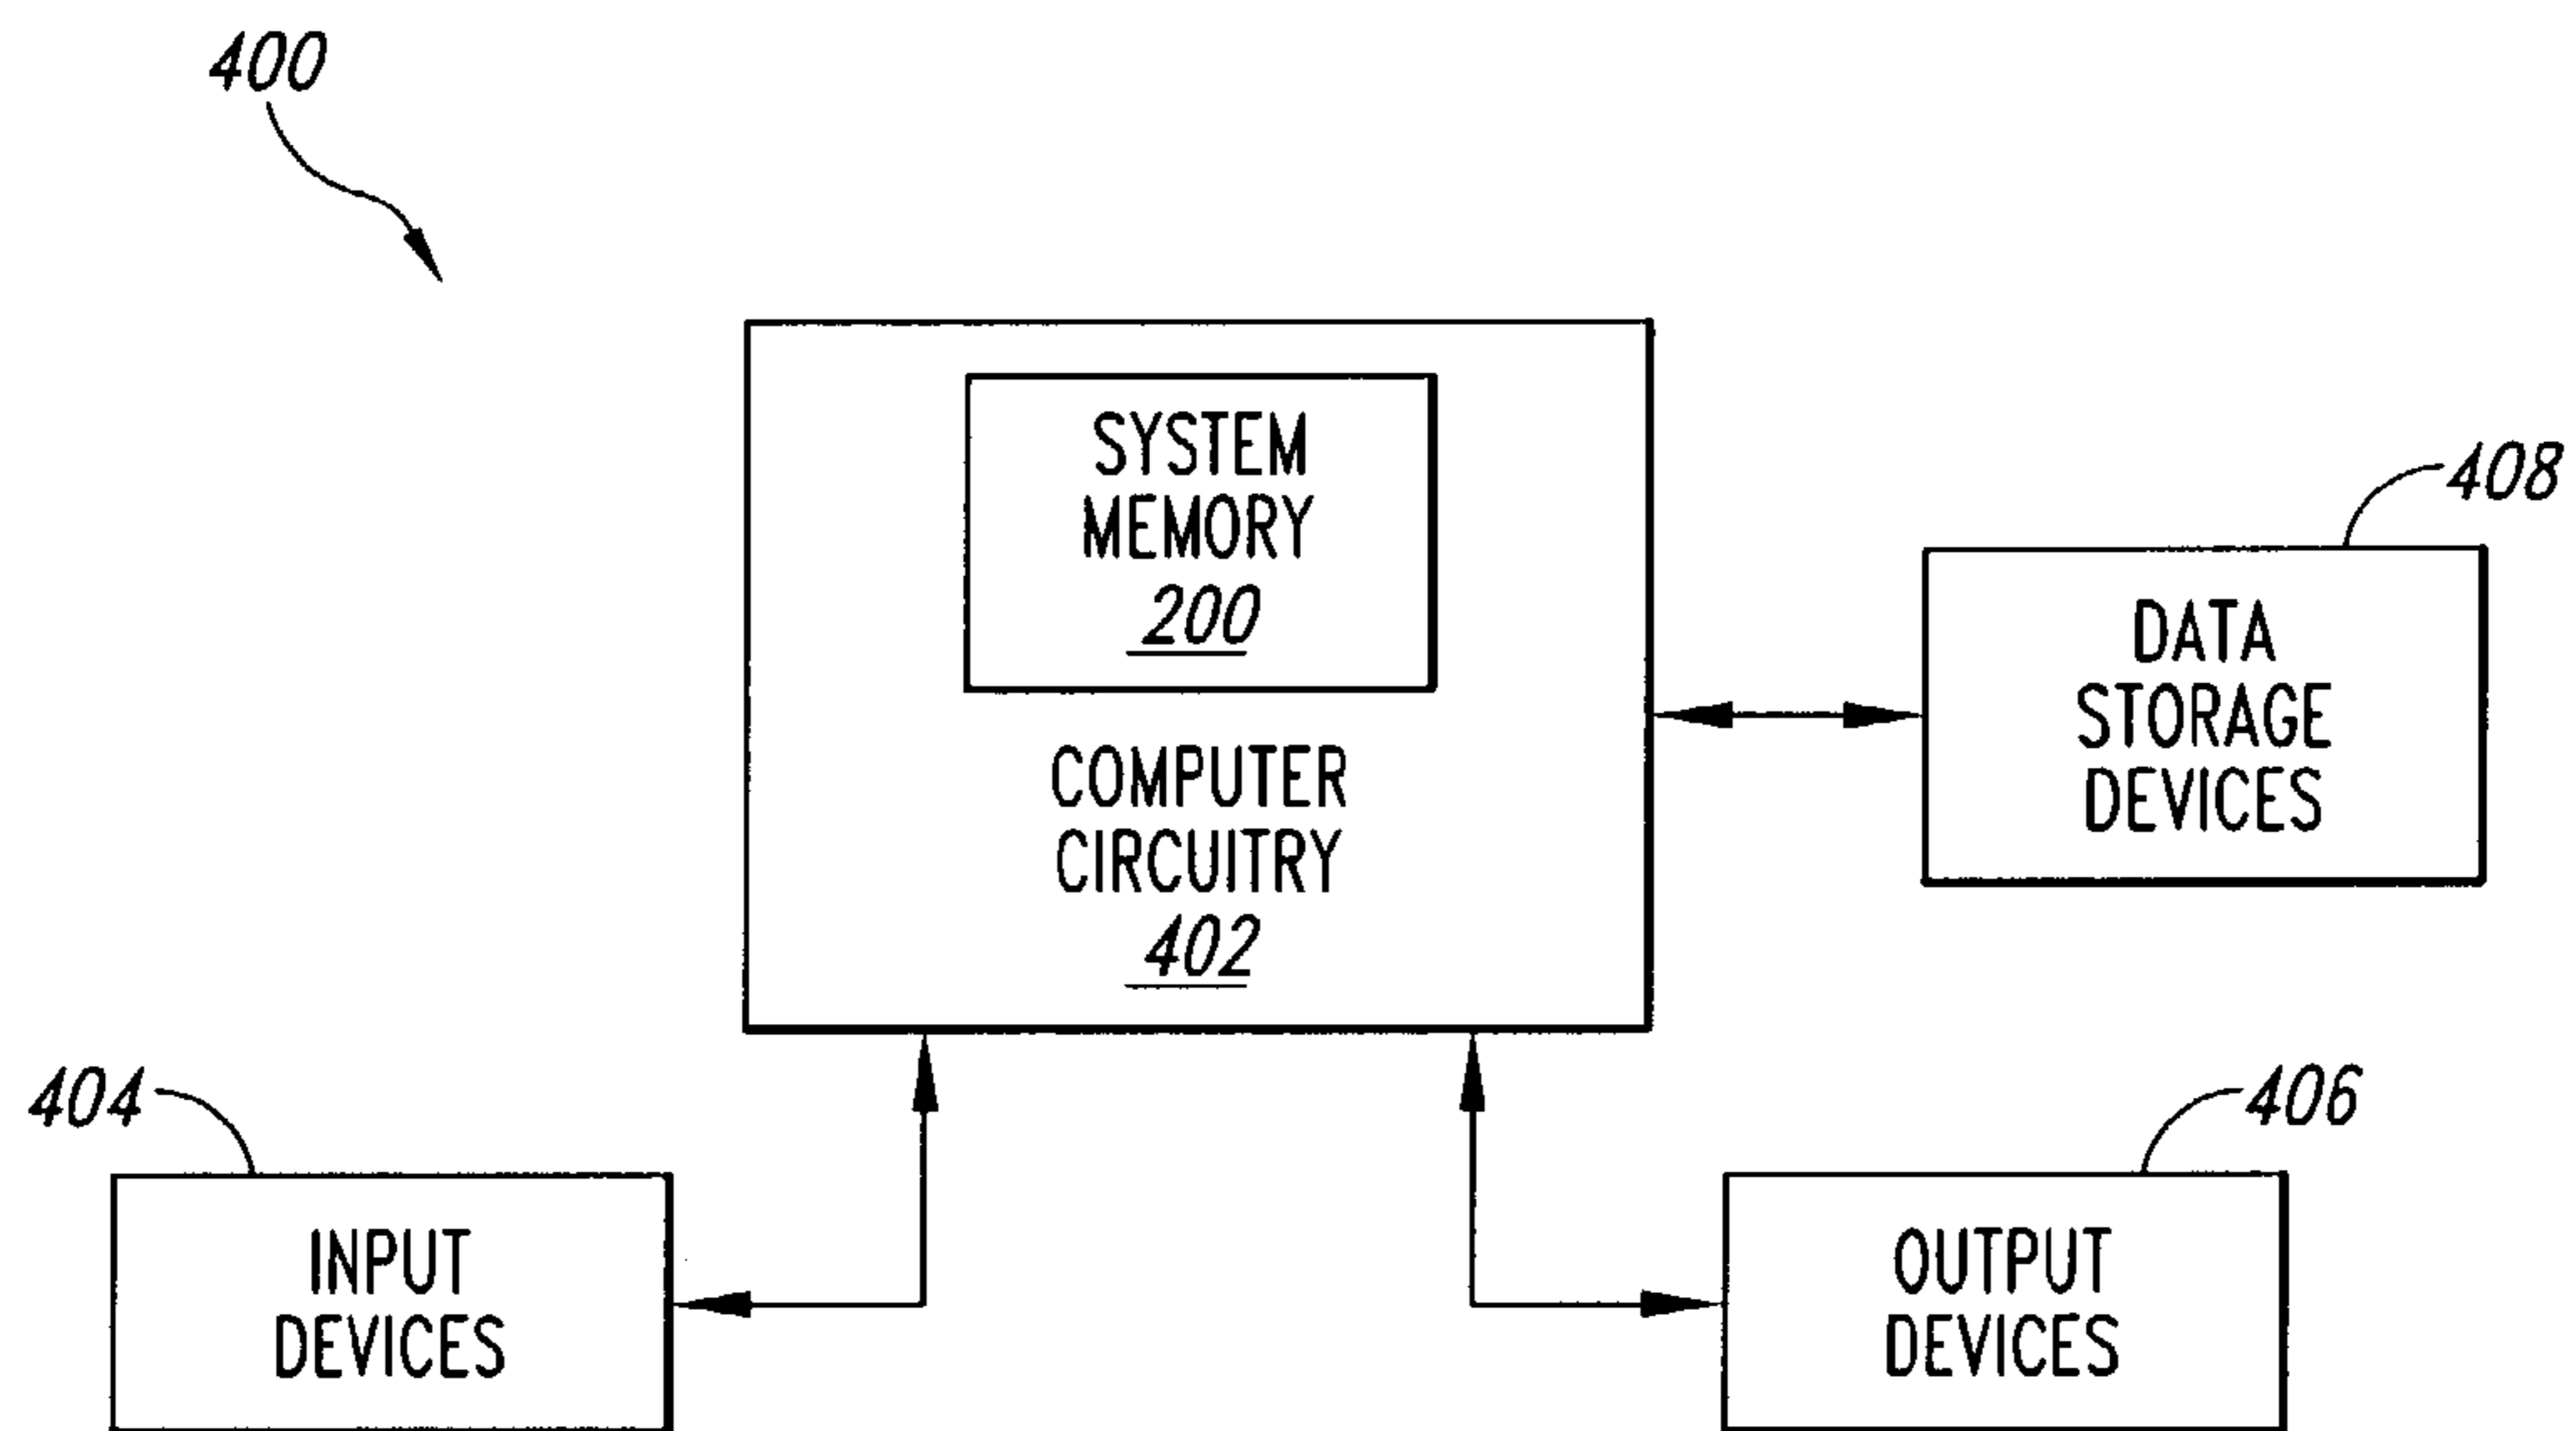 400
SYSTEM
MEMORY
200
COMPUTER
CIRCUITRY
402
408
DATA
STORAGE
DEVICES
404
INPUT
DEVICES
406
OUTPUT
DEVICES